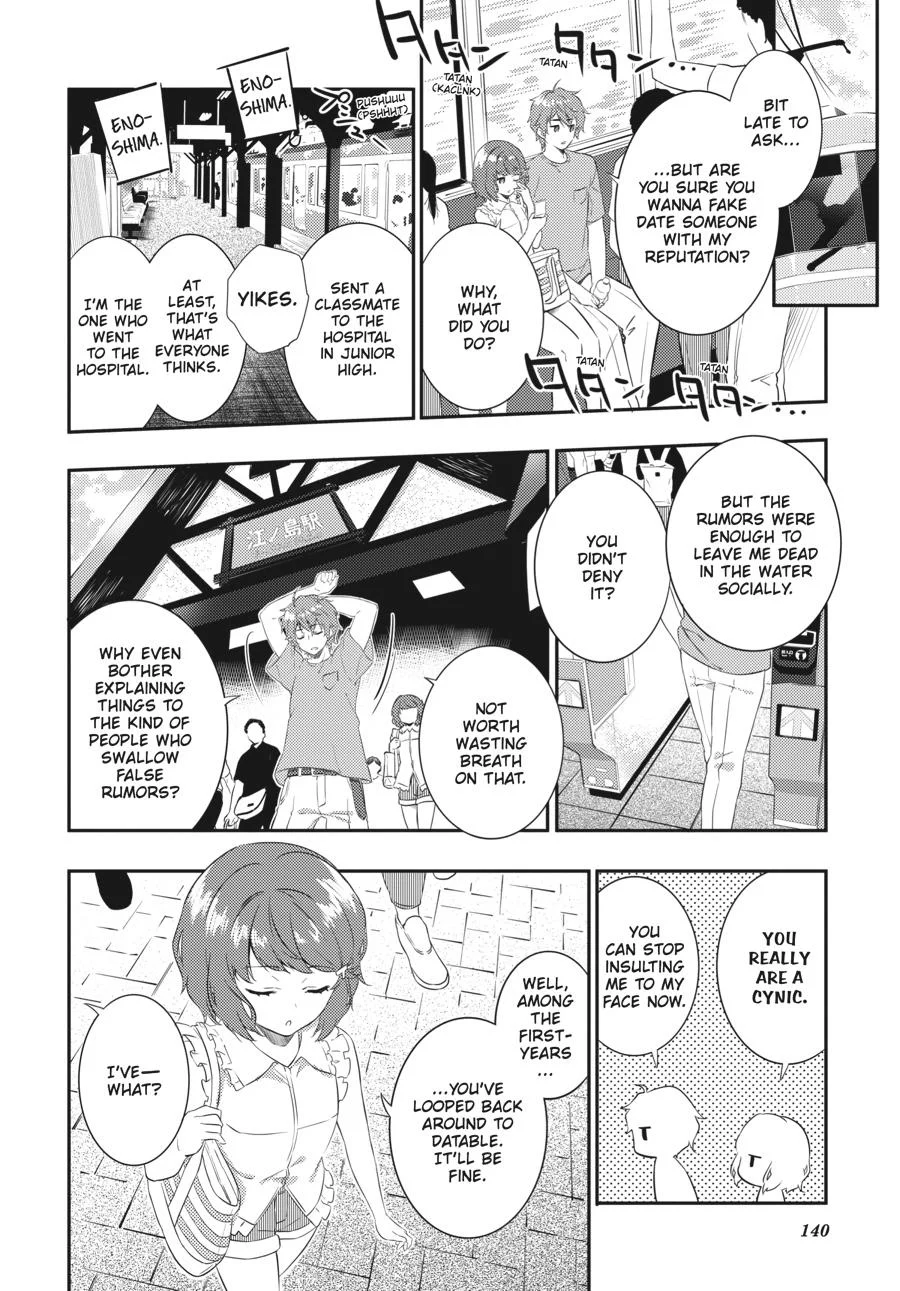 タタン
TATAN
(KACLNK)
タタン
TATAN
BIT
LATE TO
ASK...
...BUT ARE
YOU SURE YOU
WANNA FAKE
DATE SOMEONE
WITH MY
REPUTATION?
WHY,
WHAT
DID YOU
DO?
タタン
TATAN
タタン...
TATAN
ENO-
SHIMA.
ENO-
SHIMA.
PUSHUUU
(PSHHHT)
SENT A
CLASSMATE
TO THE
HOSPITAL
IN JUNIOR
HIGH.
YIKES.
AT
LEAST,
THAT'S
WHAT
EVERYONE
THINKS.
I'M THE
ONE WHO
WENT
TO THE
HOSPITAL.
BUT THE
RUMORS WERE
ENOUGH TO
LEAVE ME DEAD
IN THE WATER
SOCIALLY.
YOU
DIDN'T
DENY
IT?
江ノ島駅
NOT
WORTH
WASTING
BREATH
ON THAT.
WHY EVEN
BOTHER
EXPLAINING
THINGS TO
THE KIND OF
PEOPLE WHO
SWALLOW
FALSE
RUMORS?
YOU
REALLY
ARE A
CYNIC.
YOU
CAN STOP
INSULTING
ME TO MY
FACE NOW.
WELL,
AMONG
THE
FIRST-
YEARS
...
...YOU'VE
LOOPED BACK
AROUND TO
DATABLE.
IT'LL BE
FINE.
I'VE—
WHAT?
140